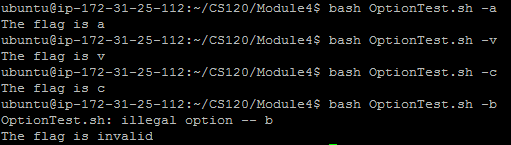 ubuntu@ip-172-31-25-112:~/CS120/Module4$ bash OptionTest.sh -a
The flag is a
ubuntu@ip-172-31-25-112:~/CS120/Module4$ bash OptionTest.sh -v
The flag is v
ubuntu@ip-172-31-25-112:~/CS120/Module4$ bash OptionTest.sh -c
The flag is c
ubuntu@ip-172-31-25-112:~/CS120/Module4$ bash OptionTest.sh -b
OptionTest.sh: illegal option -- b
The flag is invalid